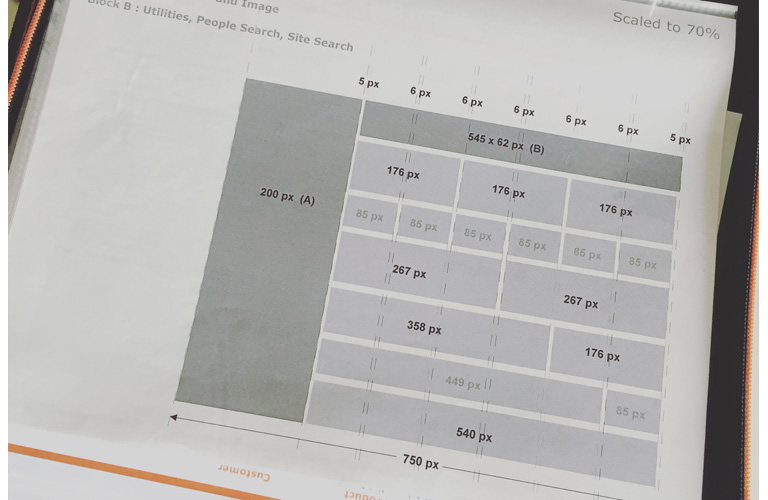 and Image
Block B : Utilities, People Search, Site Search
Scaled to 70%
5 px 6 px 6 px 6 px 6 px 6 px 5 px
545 x 62 px (B)
200 px (A)
176 px 176 px 176 px
85 px 85 px 85 px 85 px 85 px 85 px
267 px 267 px
358 px 176 px
449 px 85 px
540 px
750 px
Customer